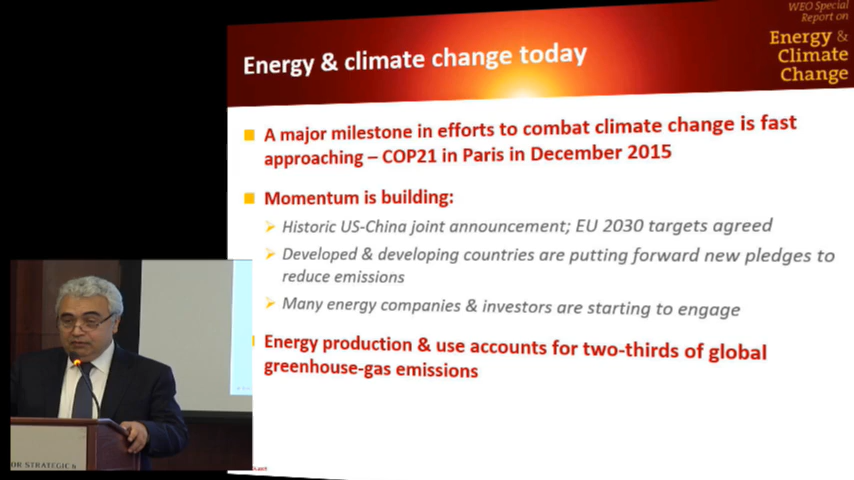 WEO Special
Report on
Energy &
Climate
Change
Energy & climate change today
A major milestone in efforts to combat climate change is fast
approaching – COP21 in Paris in December 2015
Momentum is building:
Historic US-China joint announcement; EU 2030 targets agreed
Developed & developing countries are putting forward new pledges to
reduce emissions
Many energy companies & investors are starting to engage
Energy production & use accounts for two-thirds of global
greenhouse-gas emissions
OR STRATEGIC &